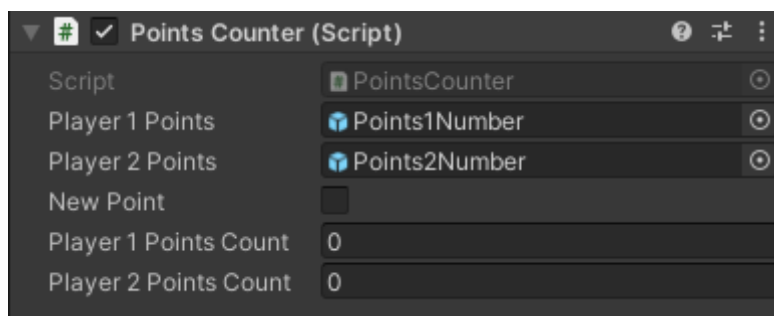 # Points Counter (Script)
Script # PointsCounter
Player 1 Points Points1Number
Player 2 Points Points2Number
New Point
Player 1 Points Count 0
Player 2 Points Count 0